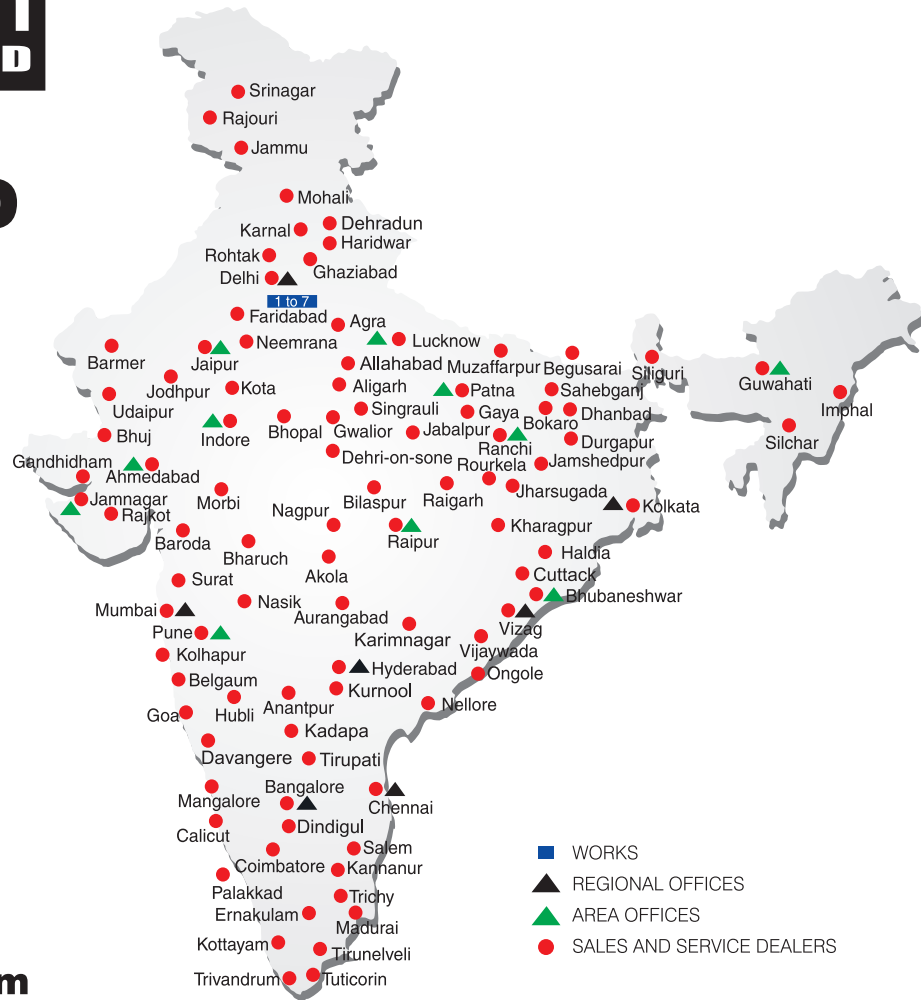 I
D
Srinagar
Rajouri
Jammu
Mohali
Dehradun
Karnal
Haridwar
Rohtak
Ghaziabad
Delhi
1 to 7
Faridabad
Agra
Neemrana
Lucknow
Barmer
Jaipur
Allahabad
Muzaffarpur
Begusarai
Siliguri
Guwahati
Jodhpur
Kota
Aligarh
Patna
Sahebganj
Imphal
Udaipur
Singrauli
Gaya
Bokaro
Dhanbad
Bhuj
Indore
Bhopal
Gwalior
Jabalpur
Ranchi
Durgapur
Silchar
Gandhidham
Ahmedabad
Dehri-on-sone
Rourkela
Jamshedpur
Jamnagar
Morbi
Bilaspur
Raigarh
Jharsugada
Kolkata
Rajkot
Nagpur
Raipur
Kharagpur
Baroda
Bharuch
Akola
Haldia
Surat
Cuttack
Nasik
Aurangabad
Bhubaneshwar
Mumbai
Karimnagar
Vizag
Pune
Vijaywada
Kolhapur
Hyderabad
Ongole
Belgaum
Kurnool
Goa
Hubli
Anantpur
Nellore
Kadapa
Davangere
Tirupati
Mangalore
Bangalore
Chennai
Calicut
Dindigul
Coimbatore
Salem
Kannanur
Palakkad
Trichy
Ernakulam
Madurai
Kottayam
Tirunelveli
Trivandrum
Tuticorin
WORKS
REGIONAL OFFICES
AREA OFFICES
SALES AND SERVICE DEALERS
m